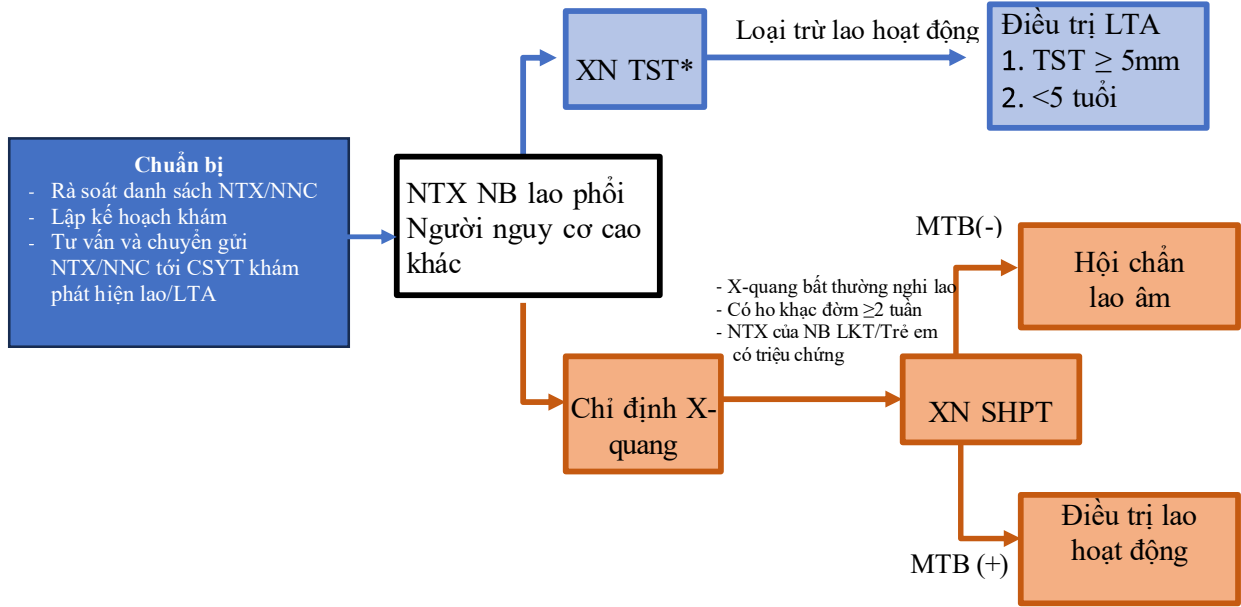 Chuẩn bị
- Rà soát danh sách NTX/NNC
- Lập kế hoạch khám
- Tư vấn và chuyển gửi
NTX/NNC tới CSYT khám
phát hiện lao/LTA
NTX NB lao phổi
Người nguy cơ cao
khác
XN TST*
Loại trừ lao hoạt động
Điều trị LTA
1. TST ≥ 5mm
2. <5 tuổi
Chỉ định X-
quang
- X-quang bất thường nghi lao
- Có ho khạc đờm ≥2 tuần
- NTX của NB LKT/Trẻ em
có triệu chứng
XN SHPT
MTB(-)
Hội chẩn
lao âm
MTB (+)
Điều trị lao
hoạt động